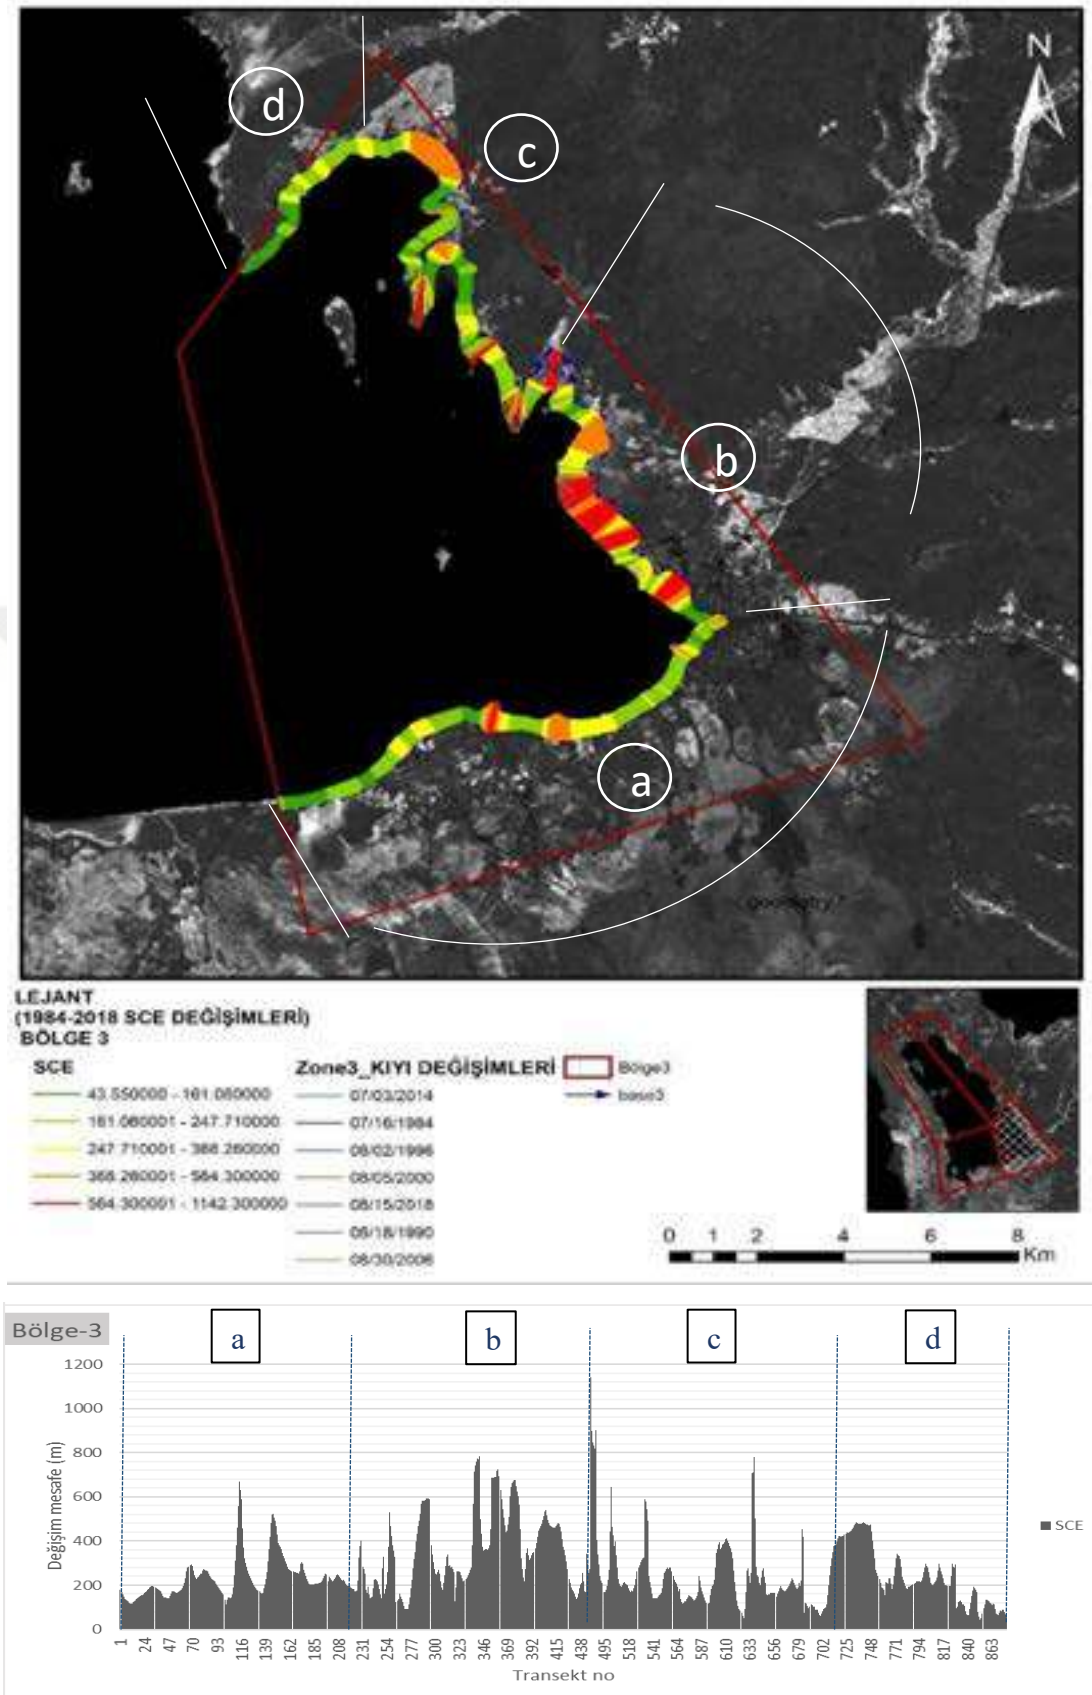 N
d
c
b
a
LEJANT
(1984-2018 SCE DEĞİŞİMLERİ)
BÖLGE 3
SCE
43.550000 - 161.060000
161.060001 - 247.710000
247.710001 - 368.260000
368.260001 - 564.300000
564.300001 - 1142.300000
Zone3_KIYI DEĞİŞİMLERİ
07/03/2014
07/16/1984
08/02/1996
08/05/2000
08/15/2018
05/18/1990
08/30/2006
Bölge3
base3
0 1 2 4 6 8
Km
Bölge-3
a b c d
Değişim mesafe (m)
1200
1000
800
600
400
200
0
1 24 47 70 93 116 139 162 185 208 231 254 277 300 323 346 369 392 415 438 461 495 518 541 564 587 610 633 656 679 702 725 748 771 794 817 840 863
Transekt no
SCE